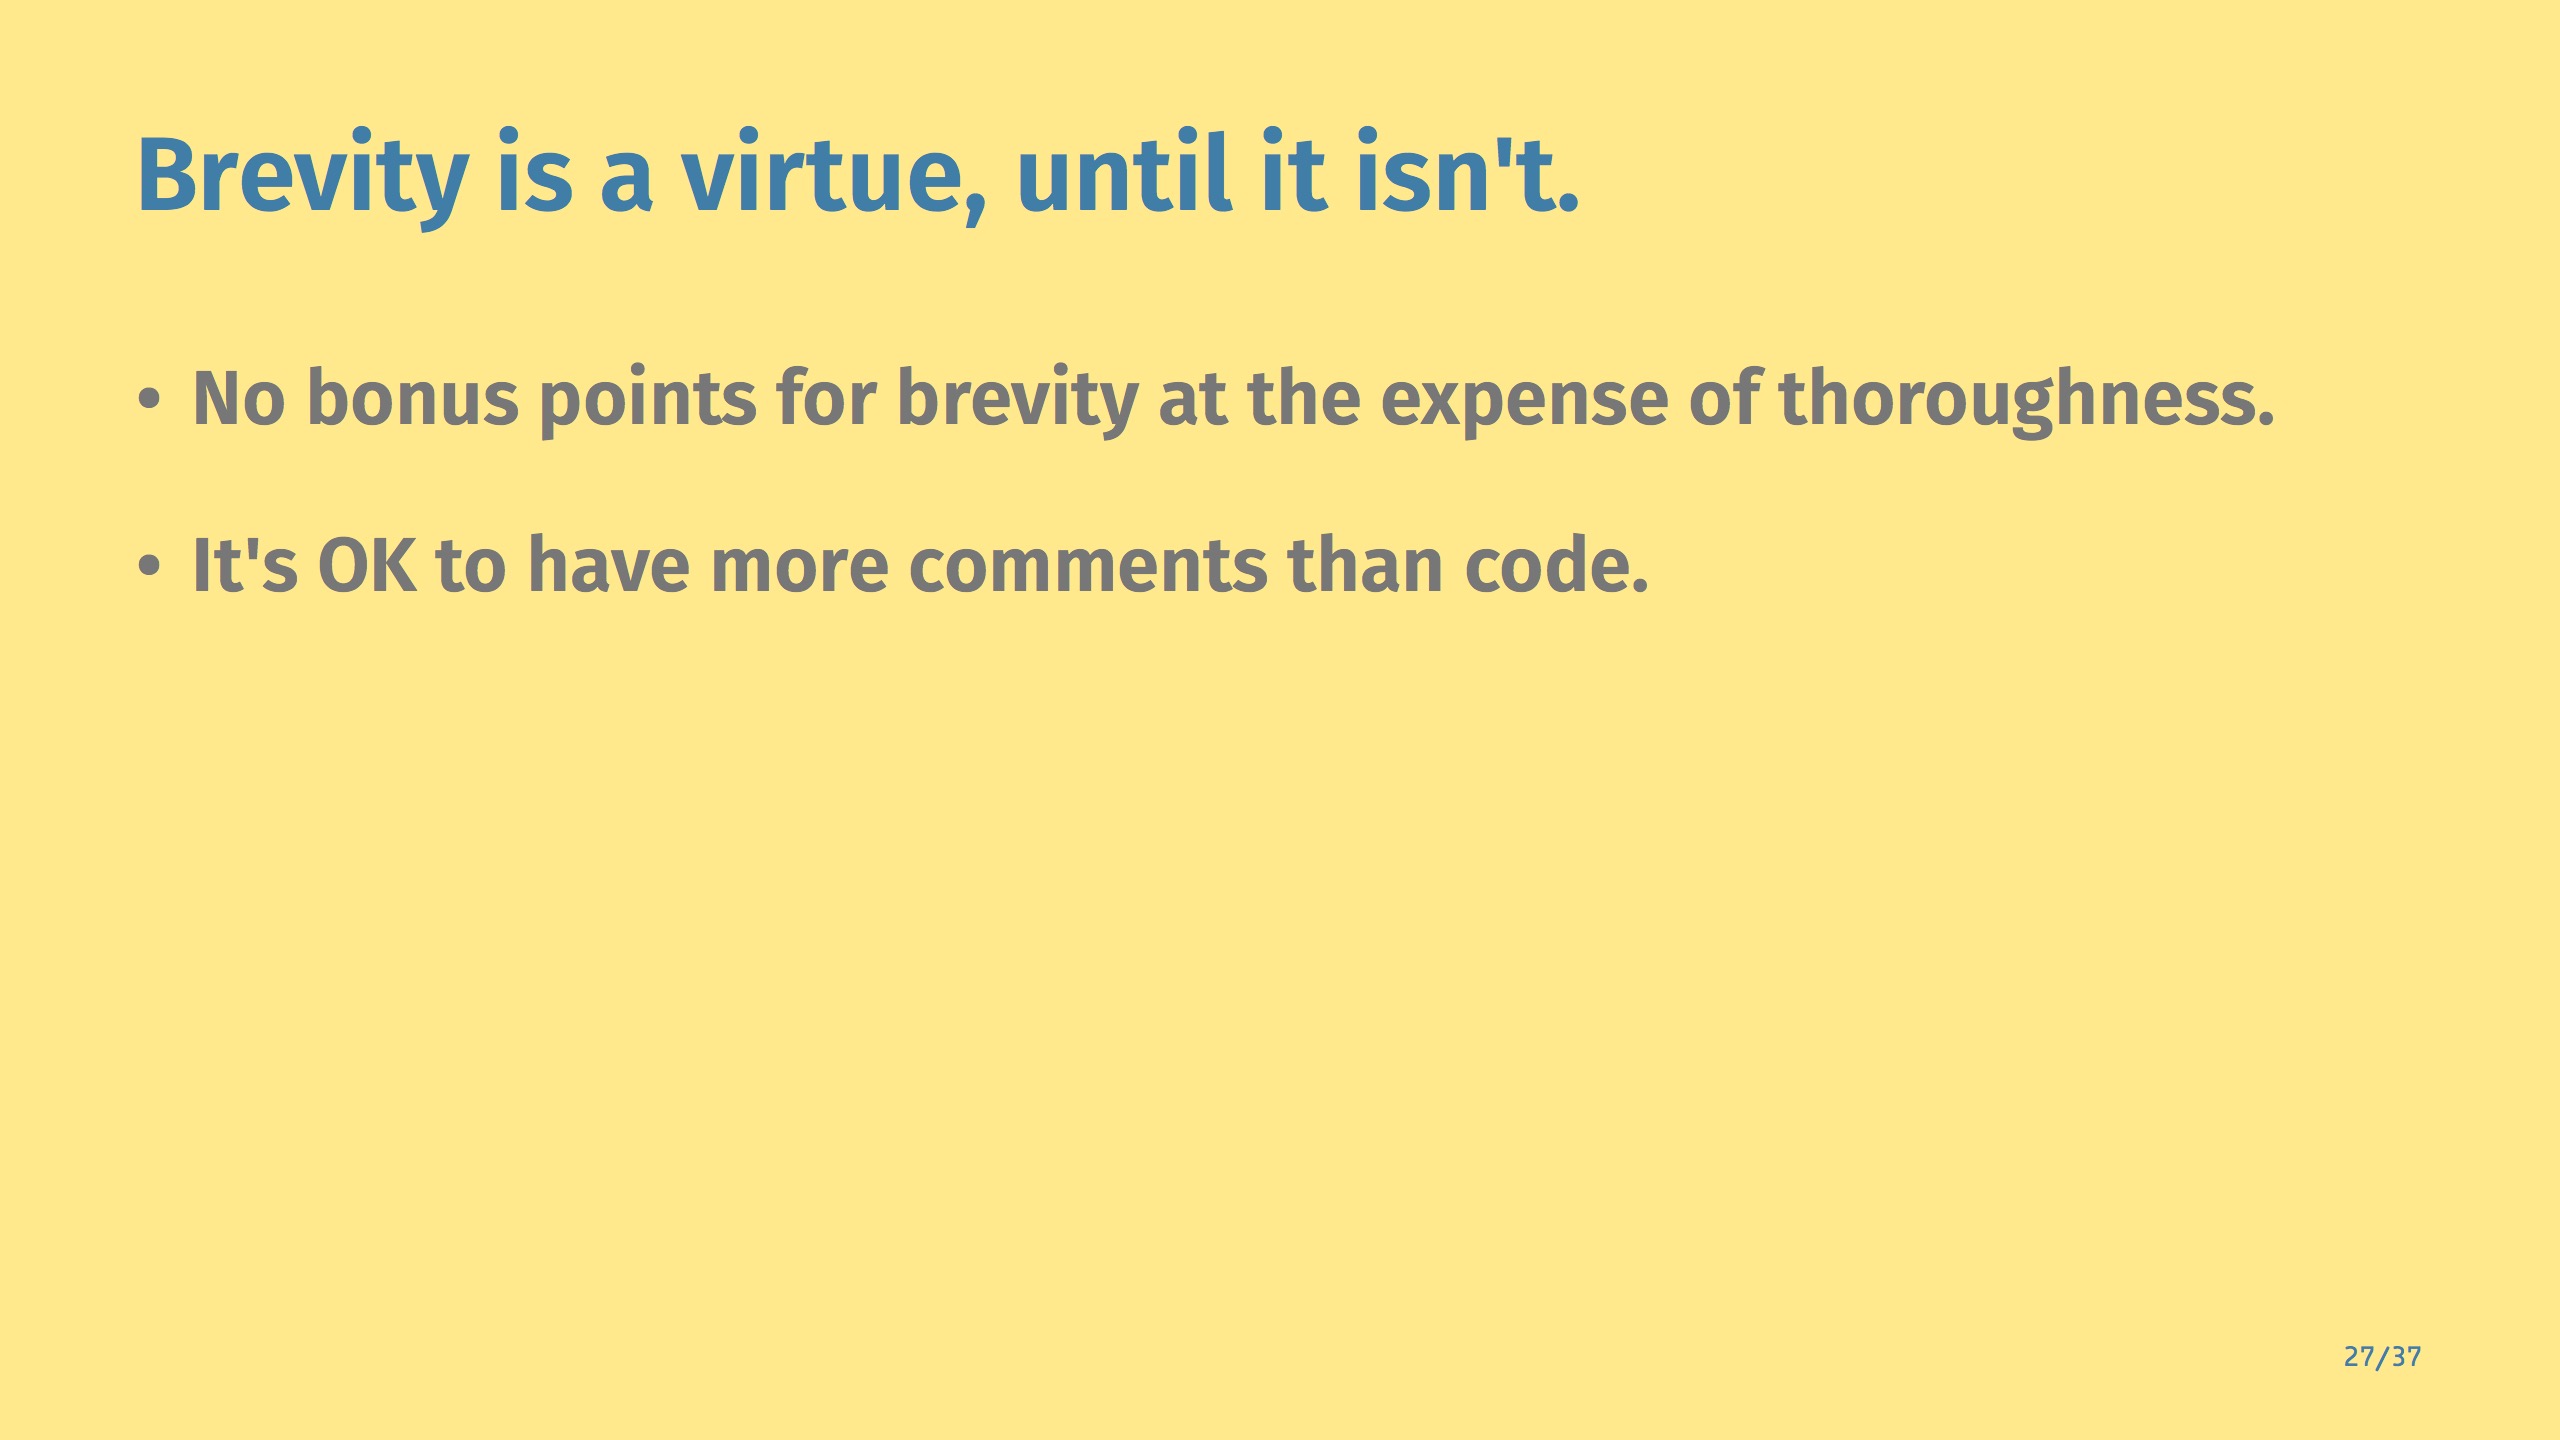 Brevity is a virtue, until it isn't.
• No bonus points for brevity at the expense of thoroughness.
• It's OK to have more comments than code.
27/37